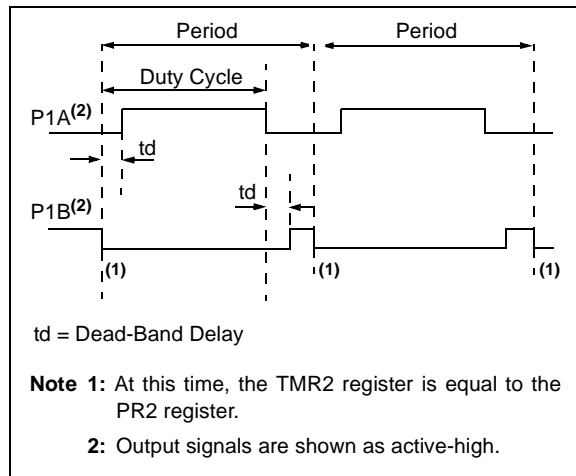 Period Period
Duty Cycle
P1A(2)
td
td
P1B(2)
(1) (1) (1)
td = Dead-Band Delay
Note 1: At this time, the TMR2 register is equal to the
PR2 register.
2: Output signals are shown as active-high.